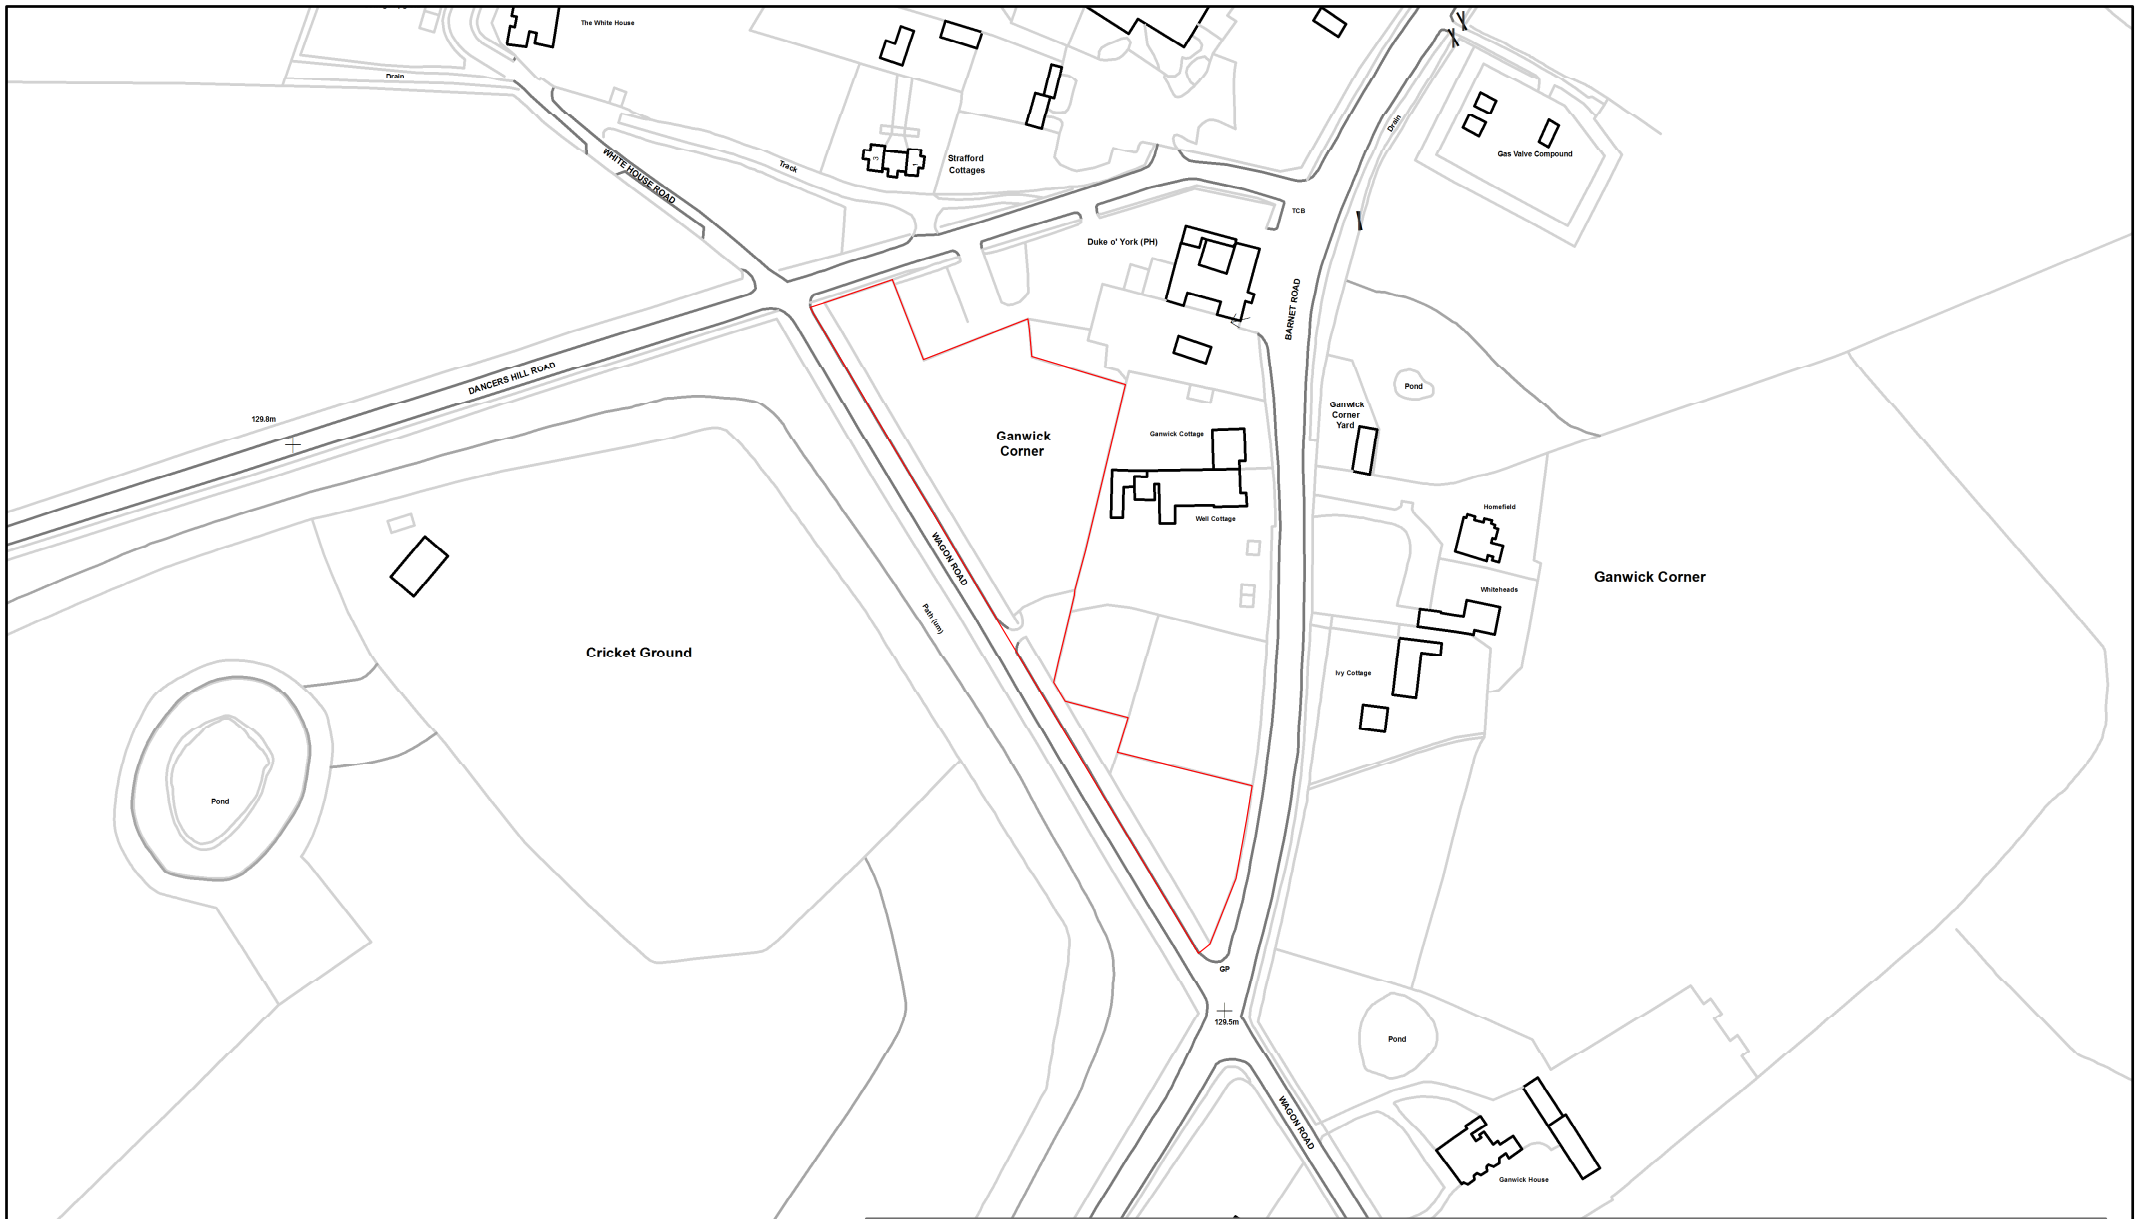 The White House
Drain
WHITE HOUSE ROAD
Track
3
1
Strafford
Cottages
Drain
Gas Valve Compound
TCB
Duke o' York (PH)
BARNET ROAD
DANCERS HILL ROAD
129.8m
Pond
Ganwick
Corner
Yard
Ganwick
Corner
Ganwick Cottage
Well Cottage
Homefield
Ganwick Corner
Whiteheads
WAGON ROAD
Path (um)
Cricket Ground
Ivy Cottage
Pond
GP
129.5m
Pond
WAGON ROAD
Ganwick House